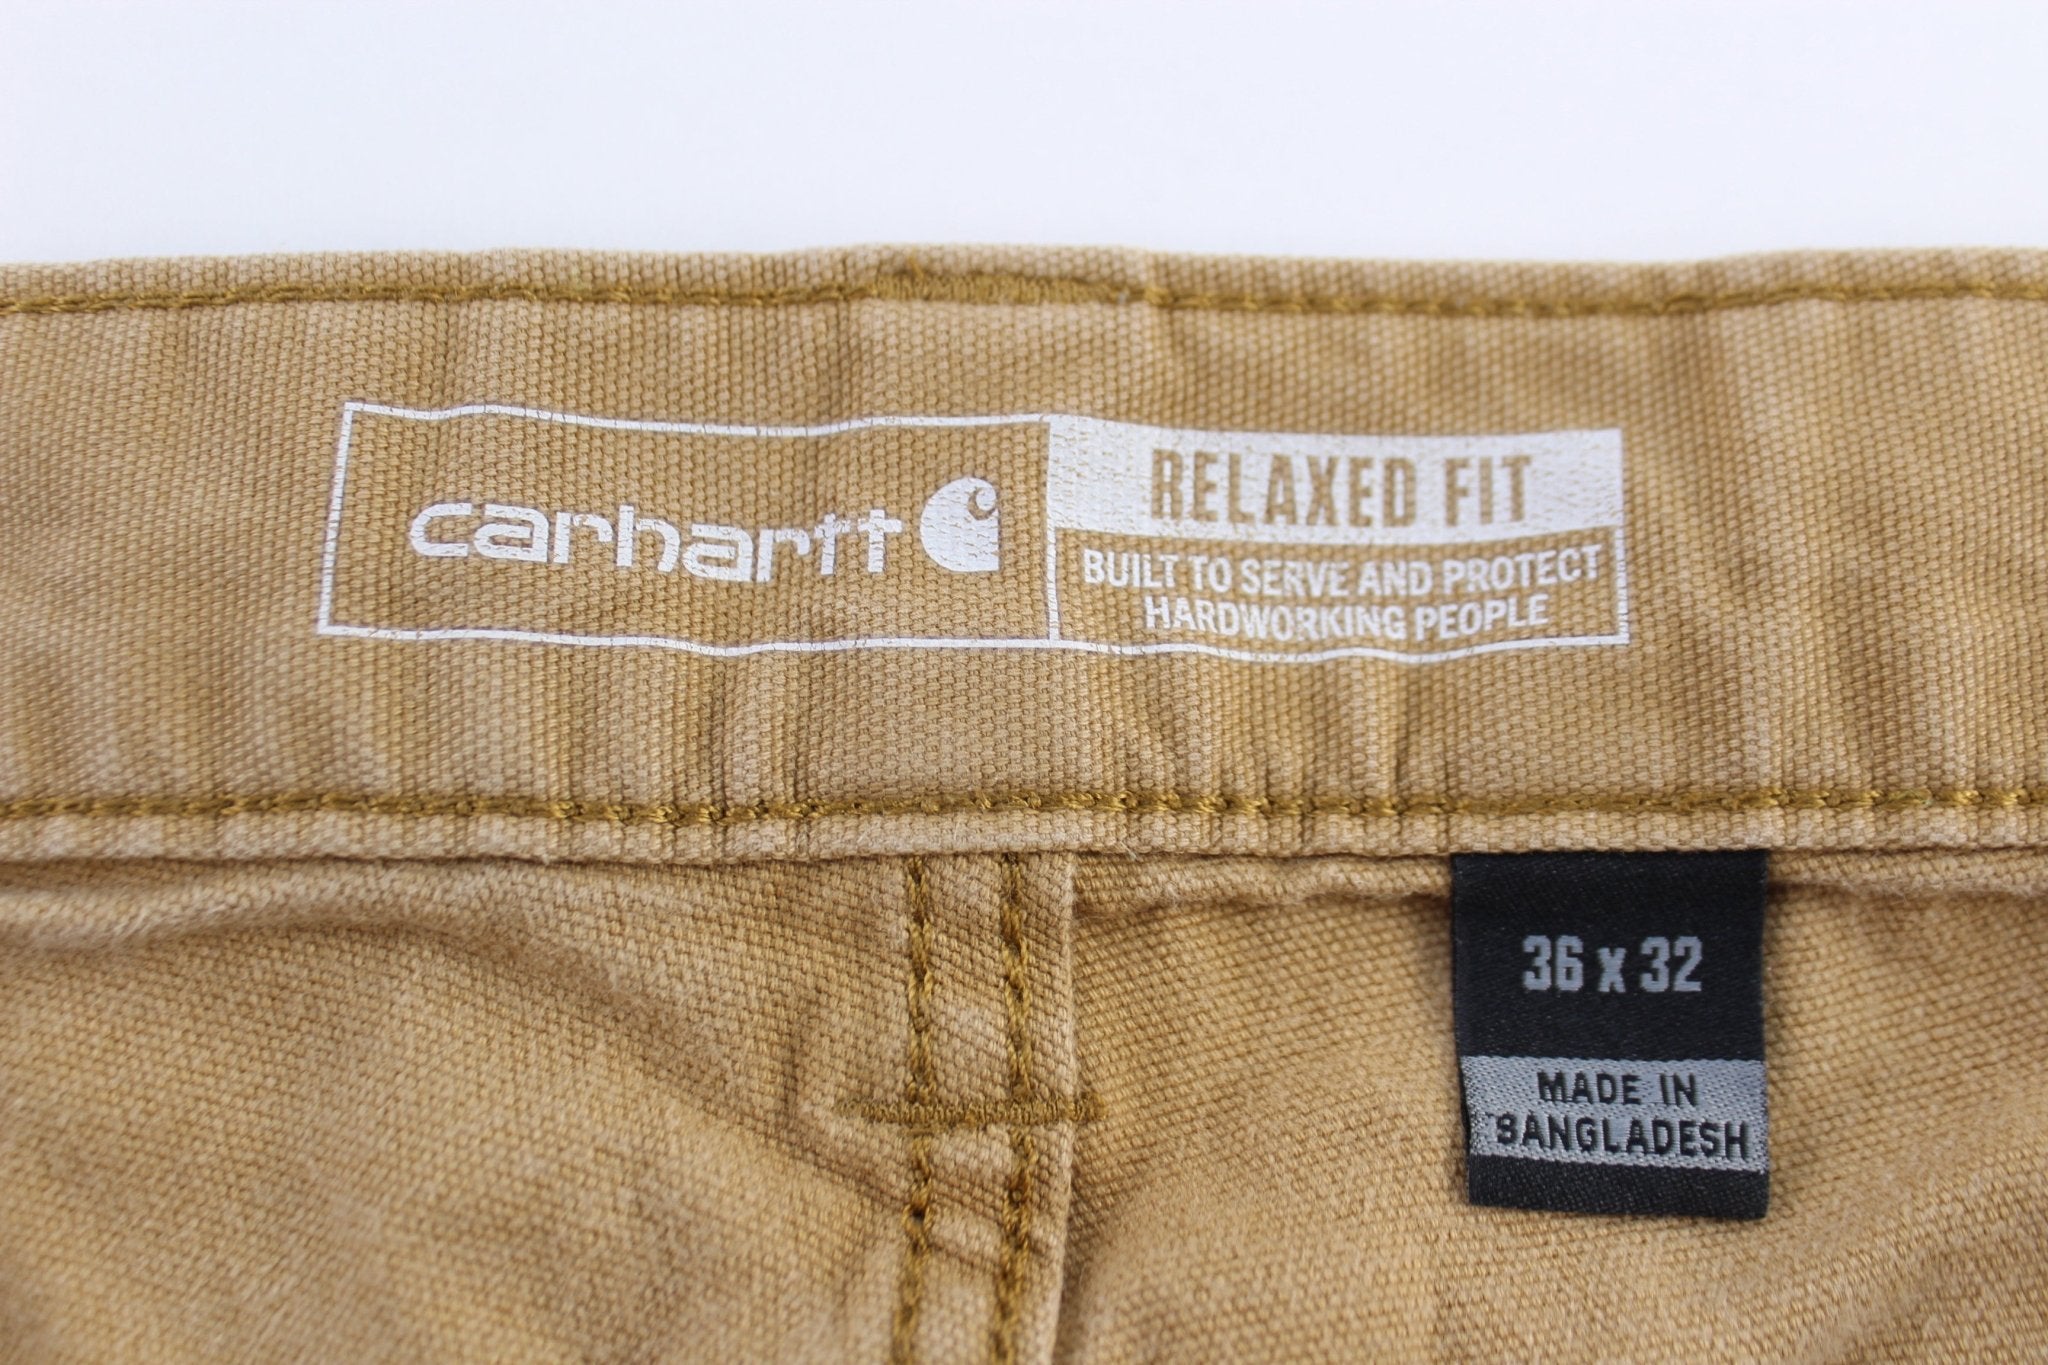 carhartt
RELAXED FIT
BUILT TO SERVE AND PROTECT
HARDWORKING PEOPLE
36 x 32
MADE IN
BANGLADESH